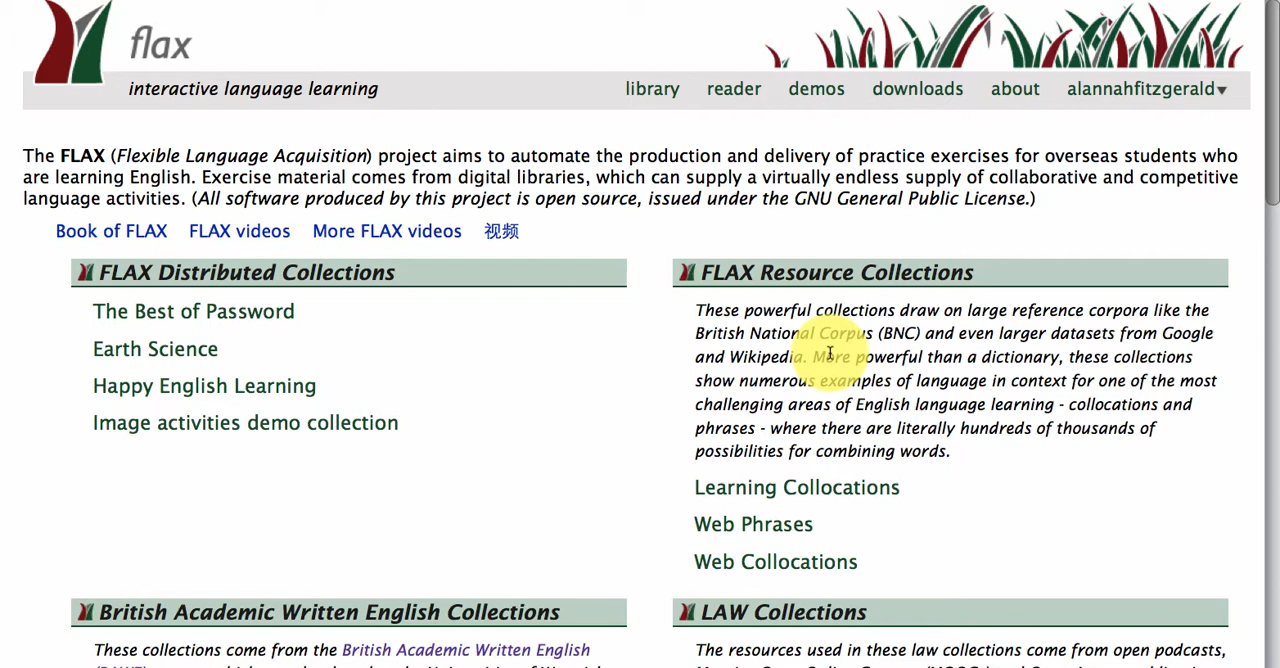 flax
interactive language learning
library reader demos downloads about alannahfitzgerald▼
The FLAX (Flexible Language Acquisition) project aims to automate the production and delivery of practice exercises for overseas students who
are learning English. Exercise material comes from digital libraries, which can supply a virtually endless supply of collaborative and competitive
language activities. (All software produced by this project is open source, issued under the GNU General Public License.)
Book of FLAX FLAX videos More FLAX videos 视频
FLAX Distributed Collections
The Best of Password
Earth Science
Happy English Learning
Image activities demo collection
FLAX Resource Collections
These powerful collections draw on large reference corpora like the
British National Corpus (BNC) and even larger datasets from Google
and Wikipedia. More powerful than a dictionary, these collections
show numerous examples of language in context for one of the most
challenging areas of English language learning - collocations and
phrases - where there are literally hundreds of thousands of
possibilities for combining words.
Learning Collocations
Web Phrases
Web Collocations
British Academic Written English Collections
These collections come from the British Academic Written English
LAW Collections
The resources used in these law collections come from open podcasts,